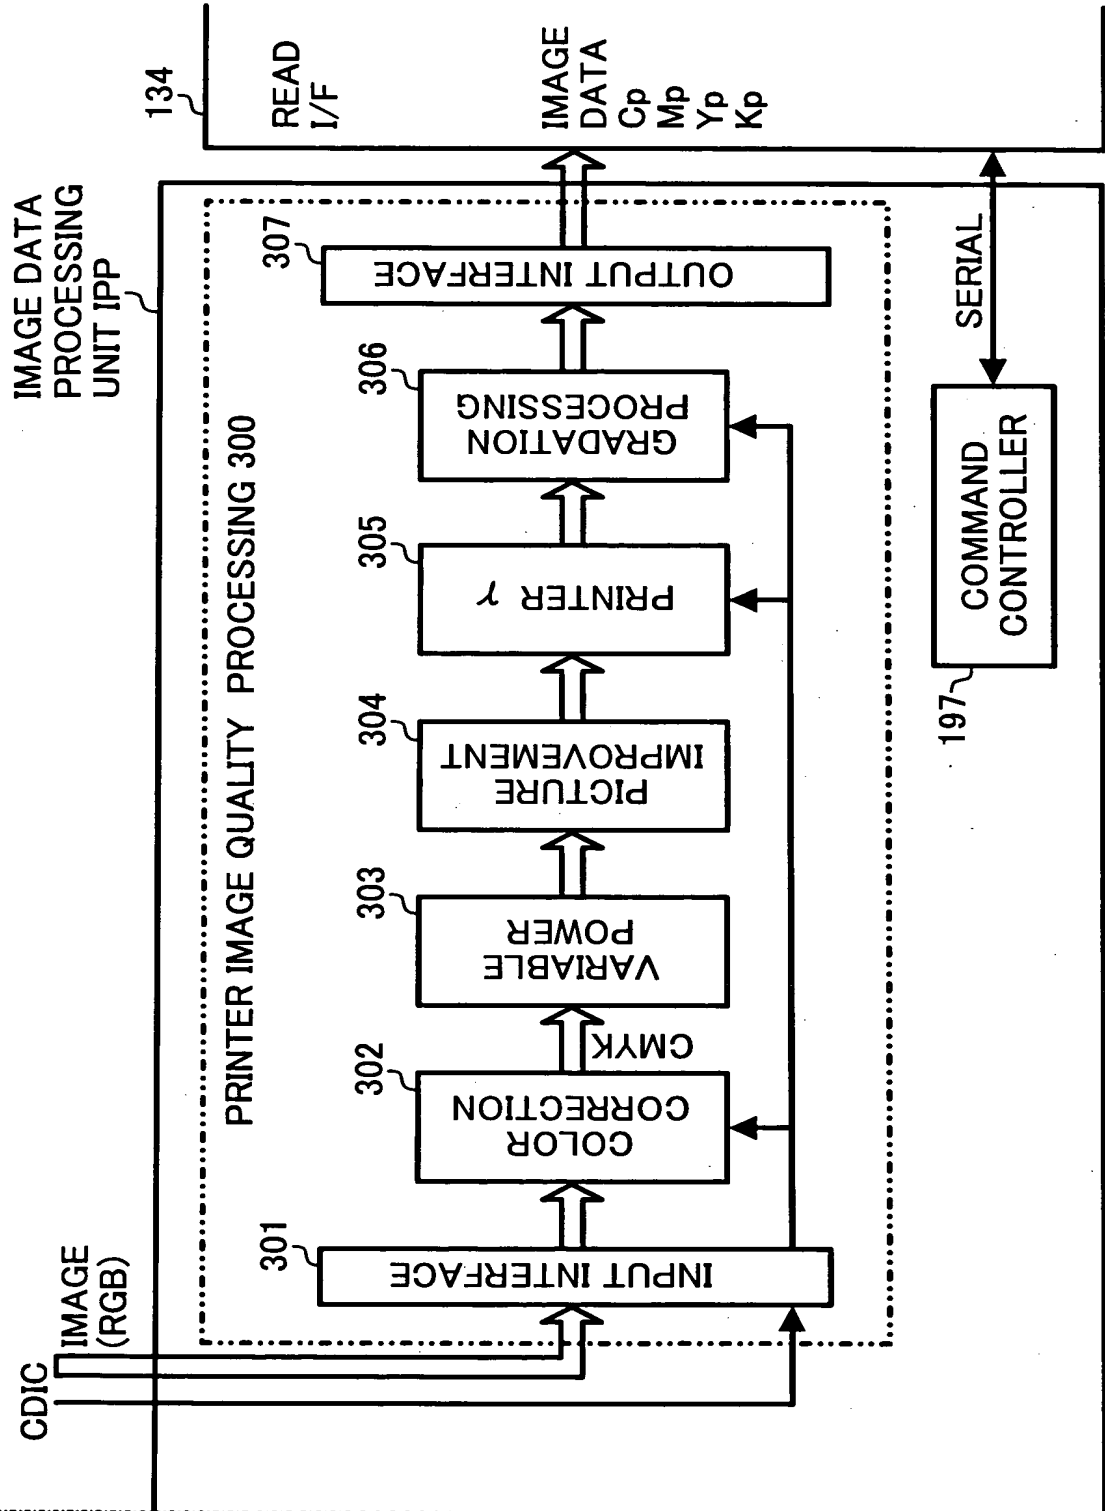 IMAGE DATA
PROCESSING
UNIT IPP
134
READ
I/F
IMAGE
DATA
Cp
Mp
Yp
Kp
CDIC
IMAGE
(RGB)
PRINTER IMAGE QUALITY PROCESSING 300
301
INPUT INTERFACE
302
COLOR
CORRECTION
CMYK
303
VARIABLE
POWER
304
PICTURE
IMPROVEMENT
305
PRINTER γ
306
GRADATION
PROCESSING
307
OUTPUT INTERFACE
197
COMMAND
CONTROLLER
SERIAL